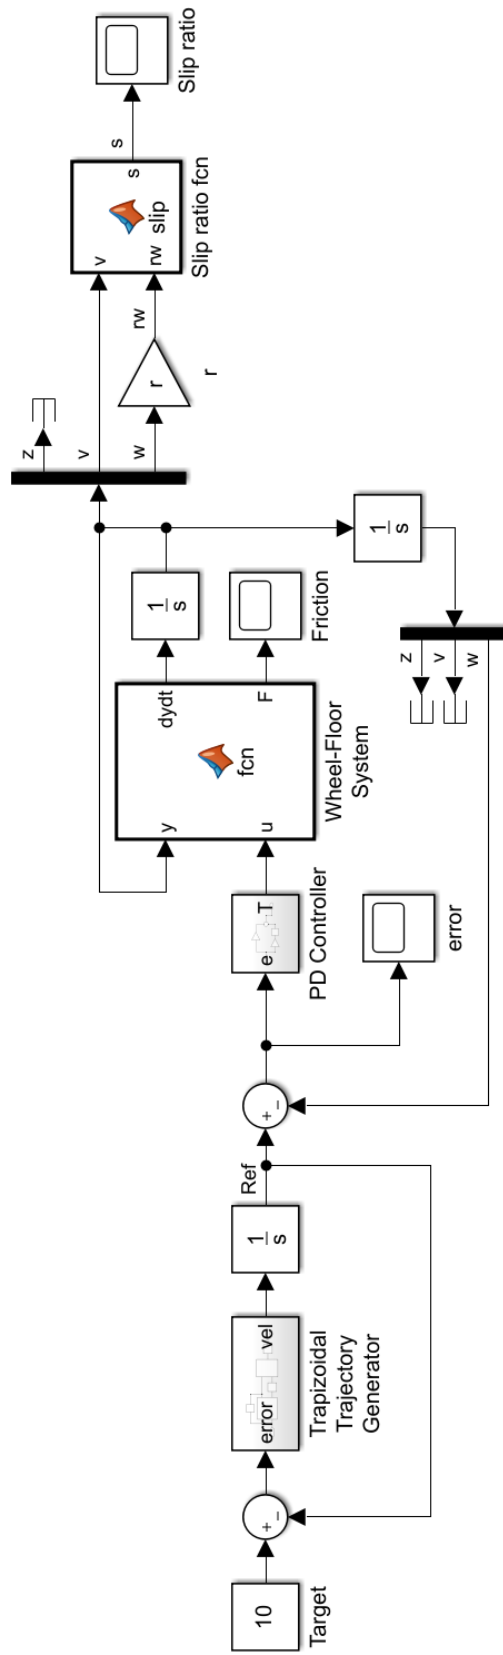 10
Target
+
−
error
vel
Trapizoidal
Trajectory
Generator
1
s
Ref
+
−
e
T
PD Controller
error
y
u
fcn
dydt
F
Wheel-Floor
System
1
s
Friction
1
s
z
v
w
z
v
w
r
r
rw
v
rw
slip
s
Slip ratio fcn
s
Slip ratio